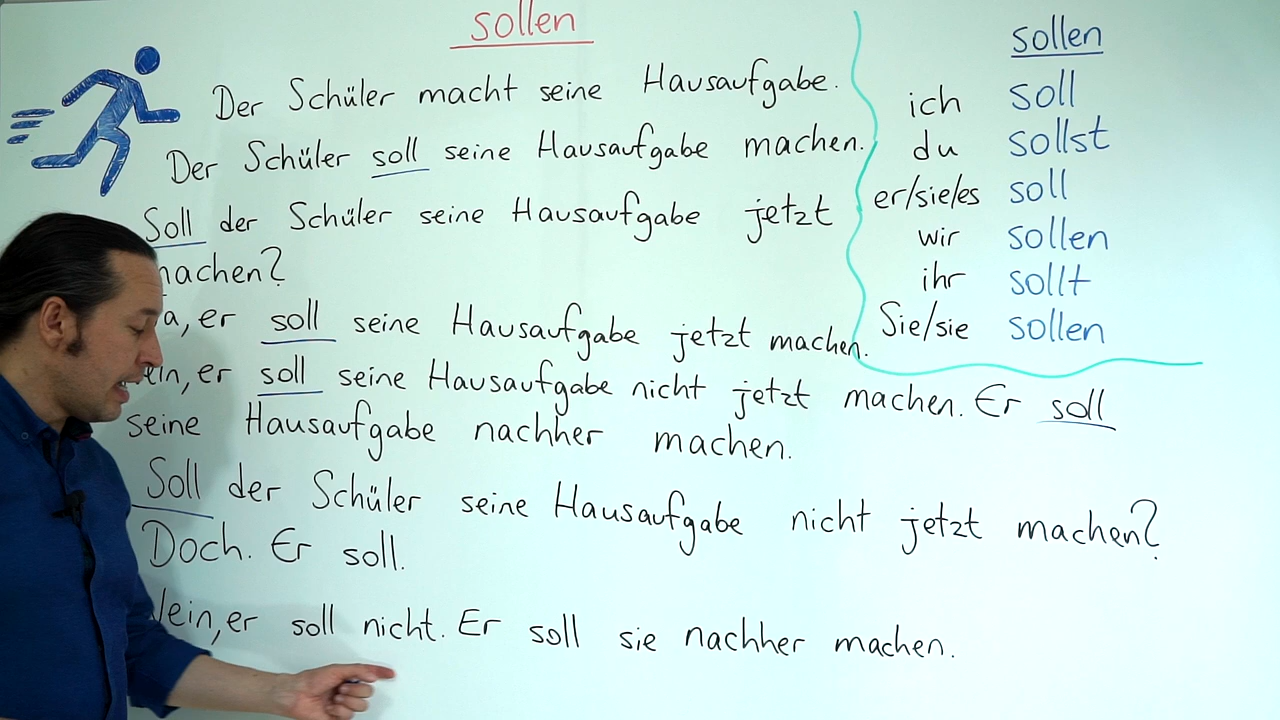 sollen
Der Schüler macht seine Hausaufgabe.
Der Schüler soll seine Hausaufgabe machen.
Soll der Schüler seine Hausaufgabe jetzt
machen?
Ja, er soll seine Hausaufgabe jetzt machen.
Nein, er soll seine Hausaufgabe nicht jetzt machen. Er soll
seine Hausaufgabe nachher machen.
Soll der Schüler seine Hausaufgabe nicht jetzt machen?
Doch. Er soll.
Nein, er soll nicht. Er soll sie nachher machen.
sollen
ich soll
du sollst
er/sie/es soll
wir sollen
ihr sollt
Sie/sie sollen